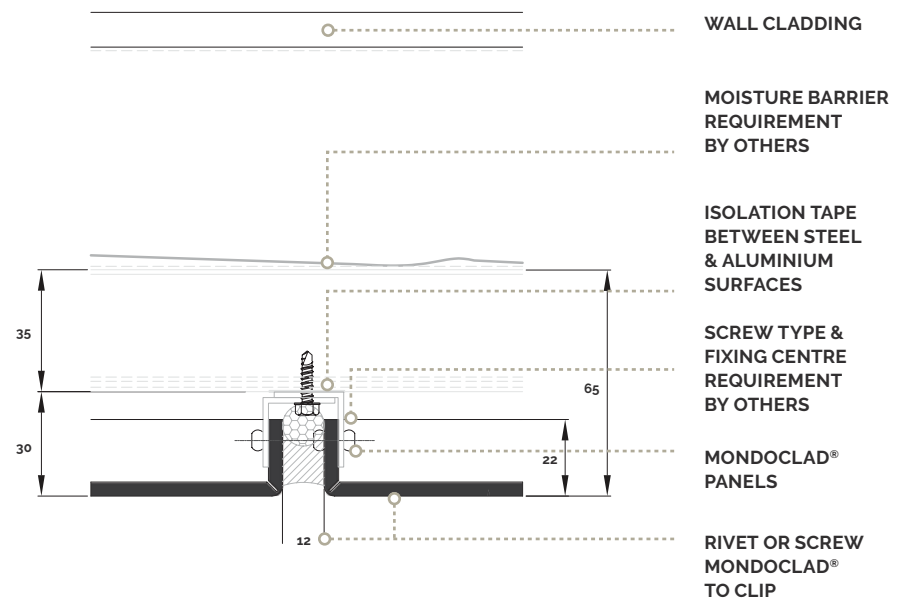 WALL CLADDING
MOISTURE BARRIER
REQUIREMENT
BY OTHERS
ISOLATION TAPE
BETWEEN STEEL
& ALUMINIUM
SURFACES
SCREW TYPE &
FIXING CENTRE
REQUIREMENT
BY OTHERS
MONDOCLAD®
PANELS
RIVET OR SCREW
MONDOCLAD®
TO CLIP
35
30
65
22
12